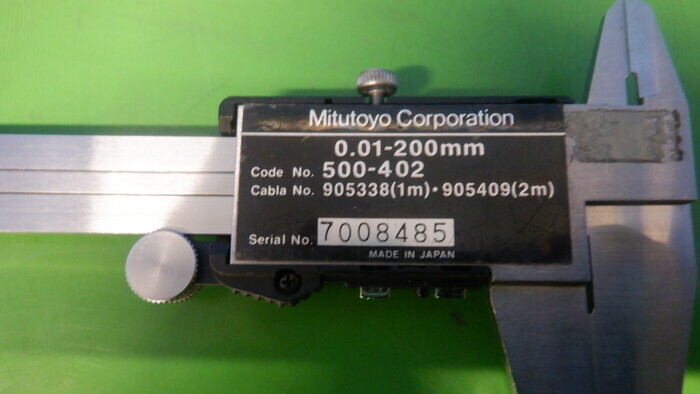 Mitutoyo Corporation
0.01-200mm
Code No. 500-402
Cabla No. 905338(1m)・905409(2m)
Serial No. 7008485
MADE IN JAPAN